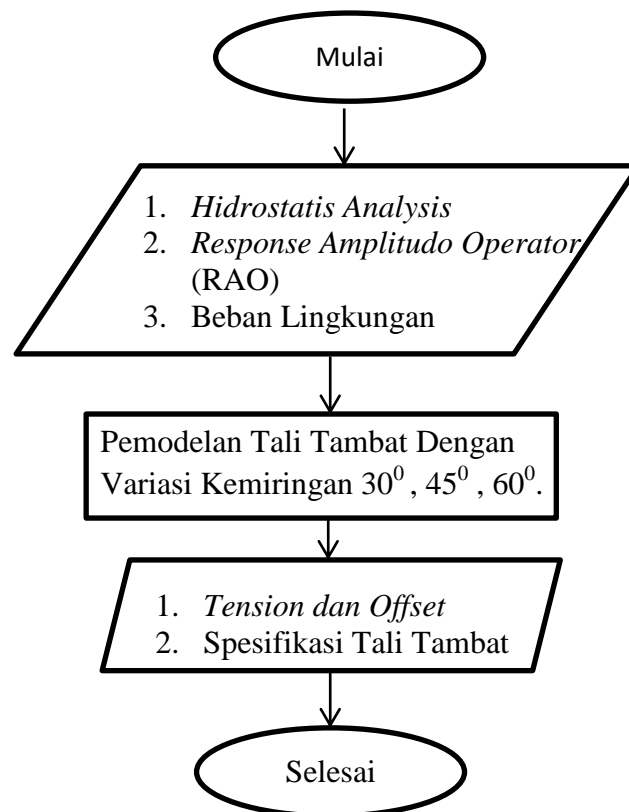 Mulai
1. Hidrostatis Analysis
2. Response Amplitudo Operator
(RAO)
3. Beban Lingkungan
Pemodelan Tali Tambat Dengan
Variasi Kemiringan 30⁰ , 45⁰ , 60⁰.
1. Tension dan Offset
2. Spesifikasi Tali Tambat
Selesai